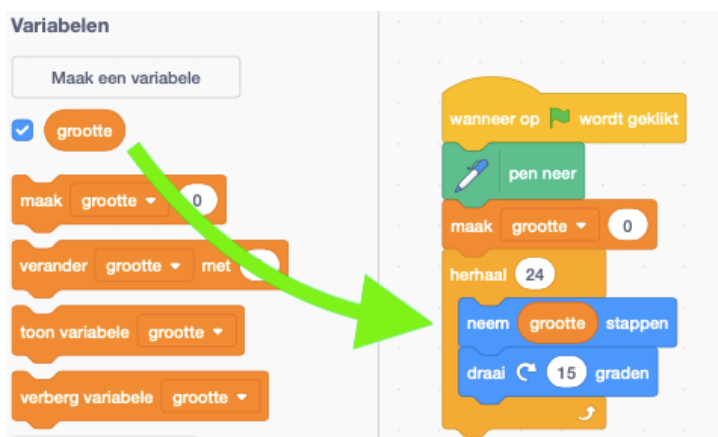 Variabelen
Maak een variabele
grootte
maak grootte 0
verander grootte met
toon variabele grootte
verberg variabele grootte
wanneer op wordt geklikt
pen neer
maak grootte 0
herhaal 24
neem grootte stappen
draai 15 graden